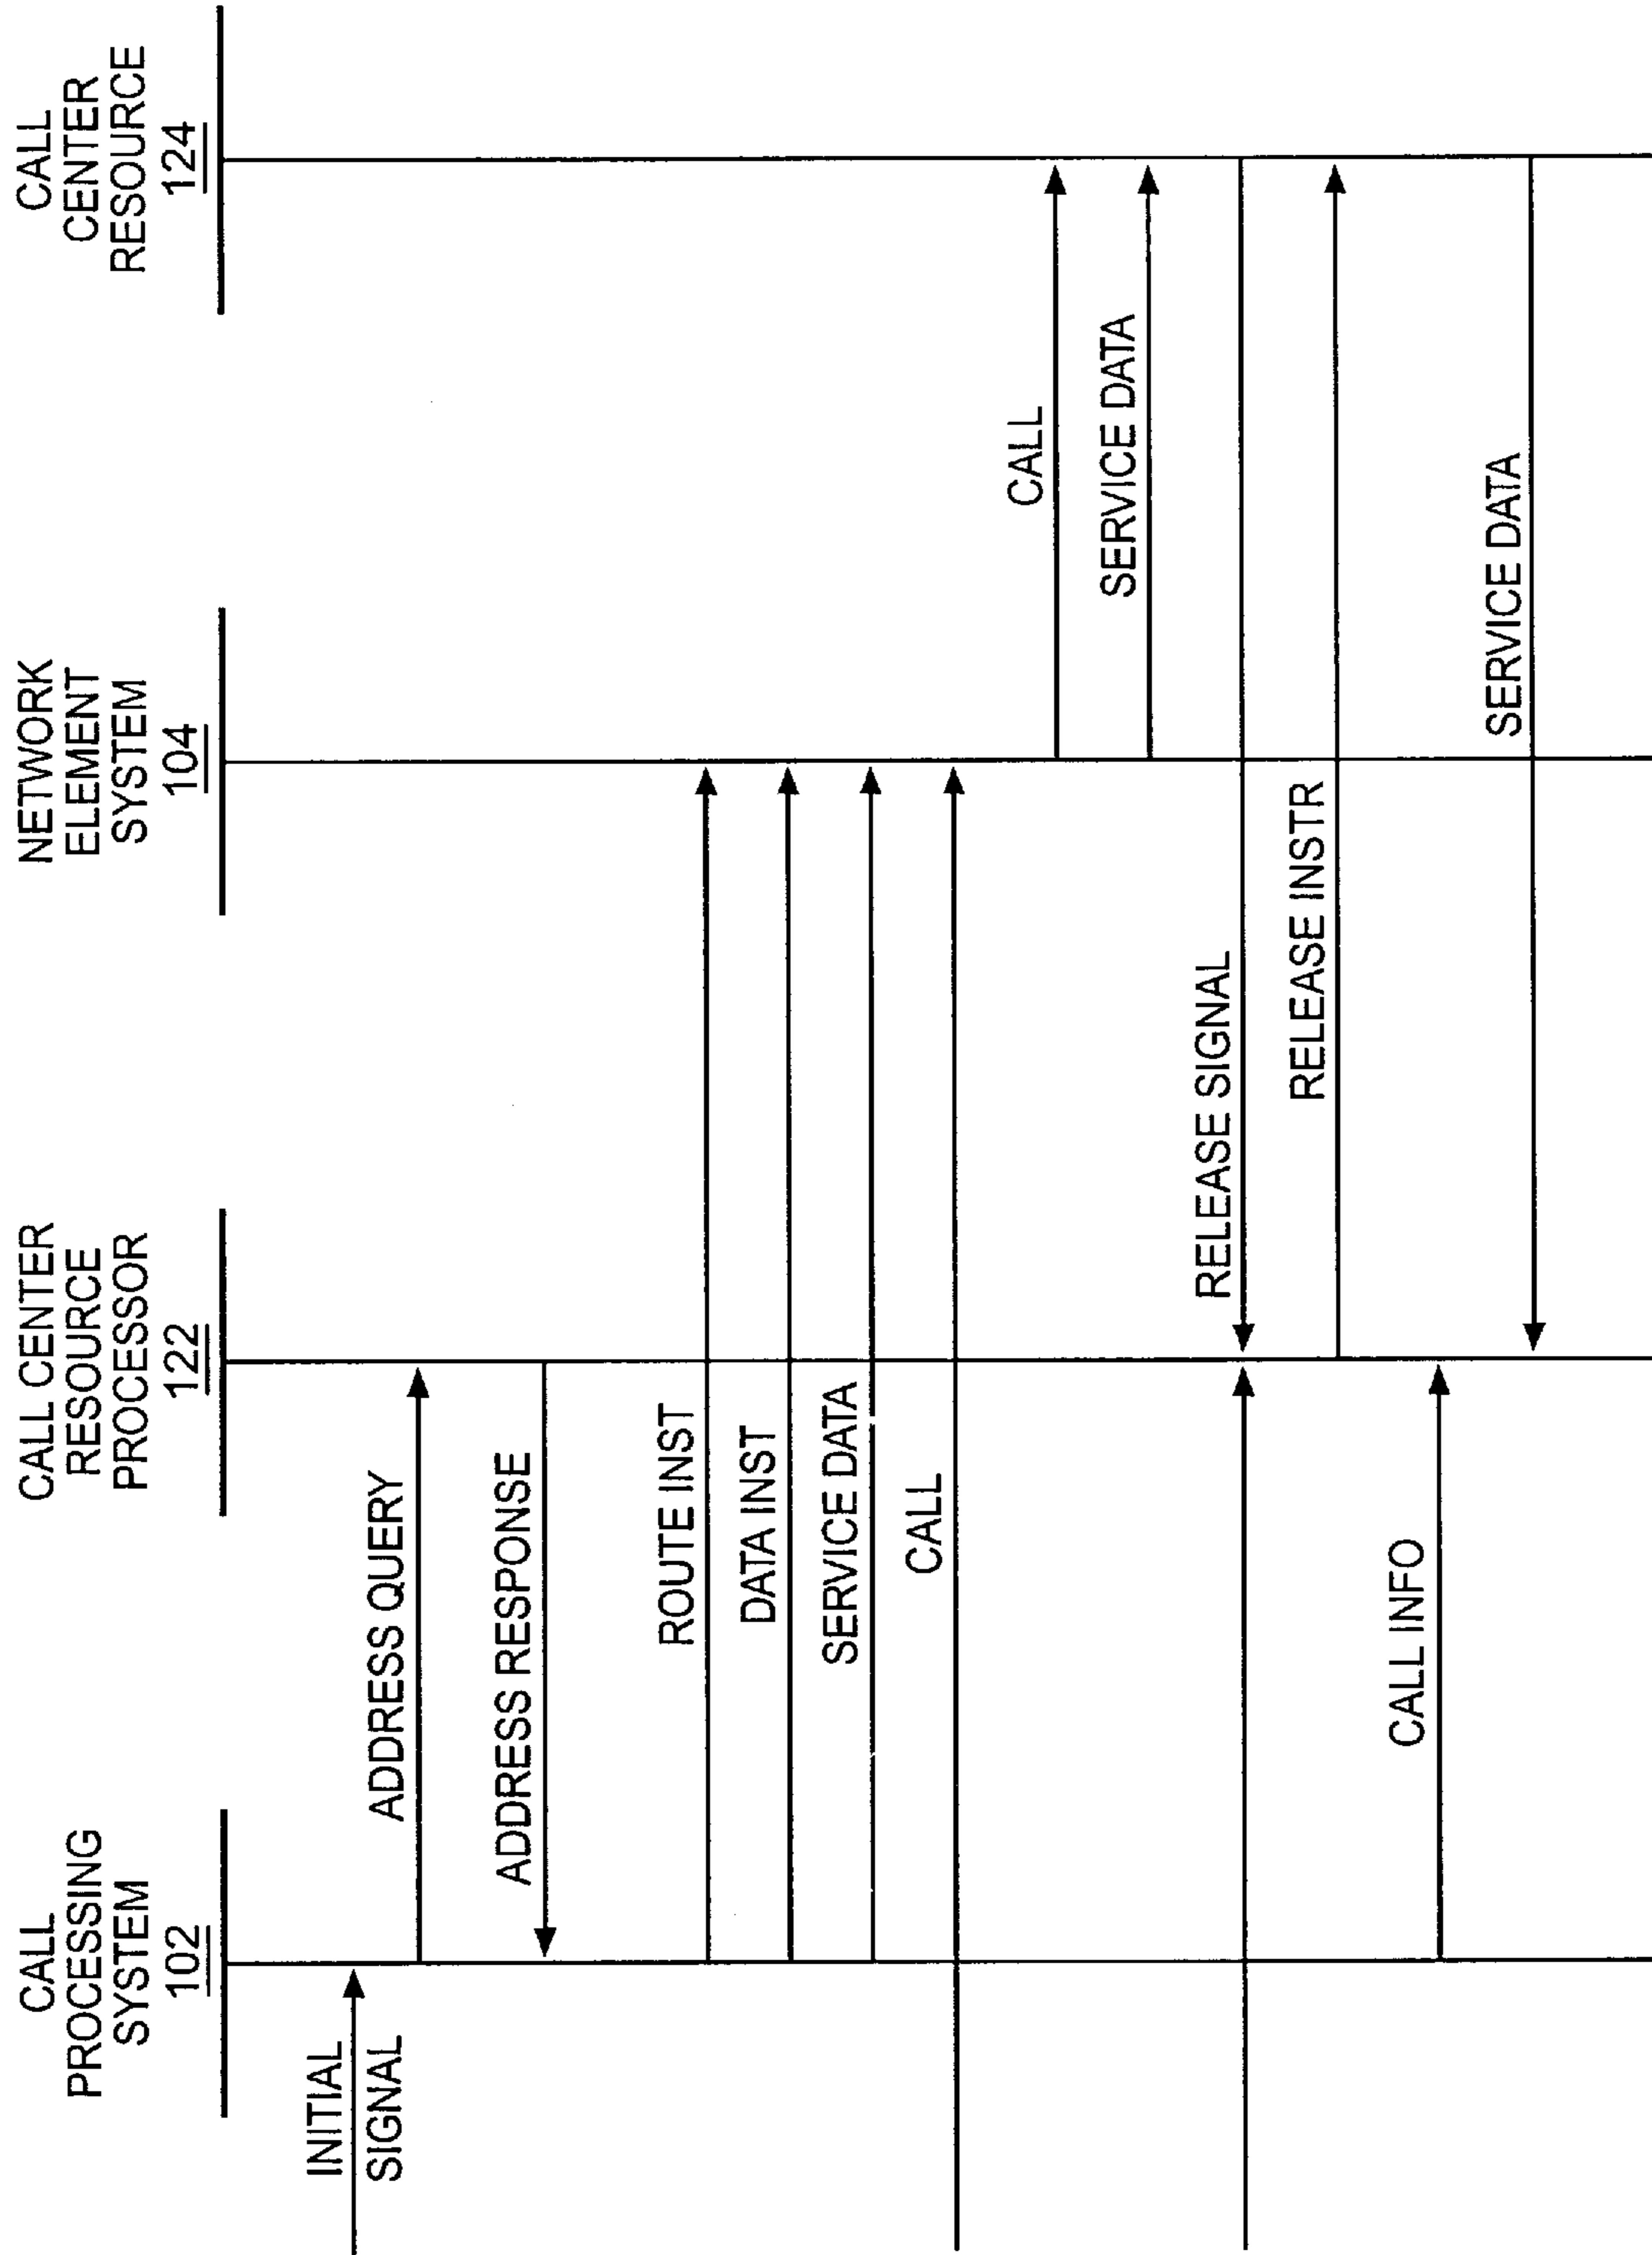 CALL
PROCESSING
SYSTEM
102
CALL CENTER
RESOURCE
PROCESSOR
122
NETWORK
ELEMENT
SYSTEM
104
CALL
CENTER
RESOURCE
124
INITIAL
SIGNAL
ADDRESS QUERY
ADDRESS RESPONSE
ROUTE INST
DATA INST
SERVICE DATA
CALL
CALL
SERVICE DATA
RELEASE SIGNAL
RELEASE INSTR
CALL INFO
SERVICE DATA